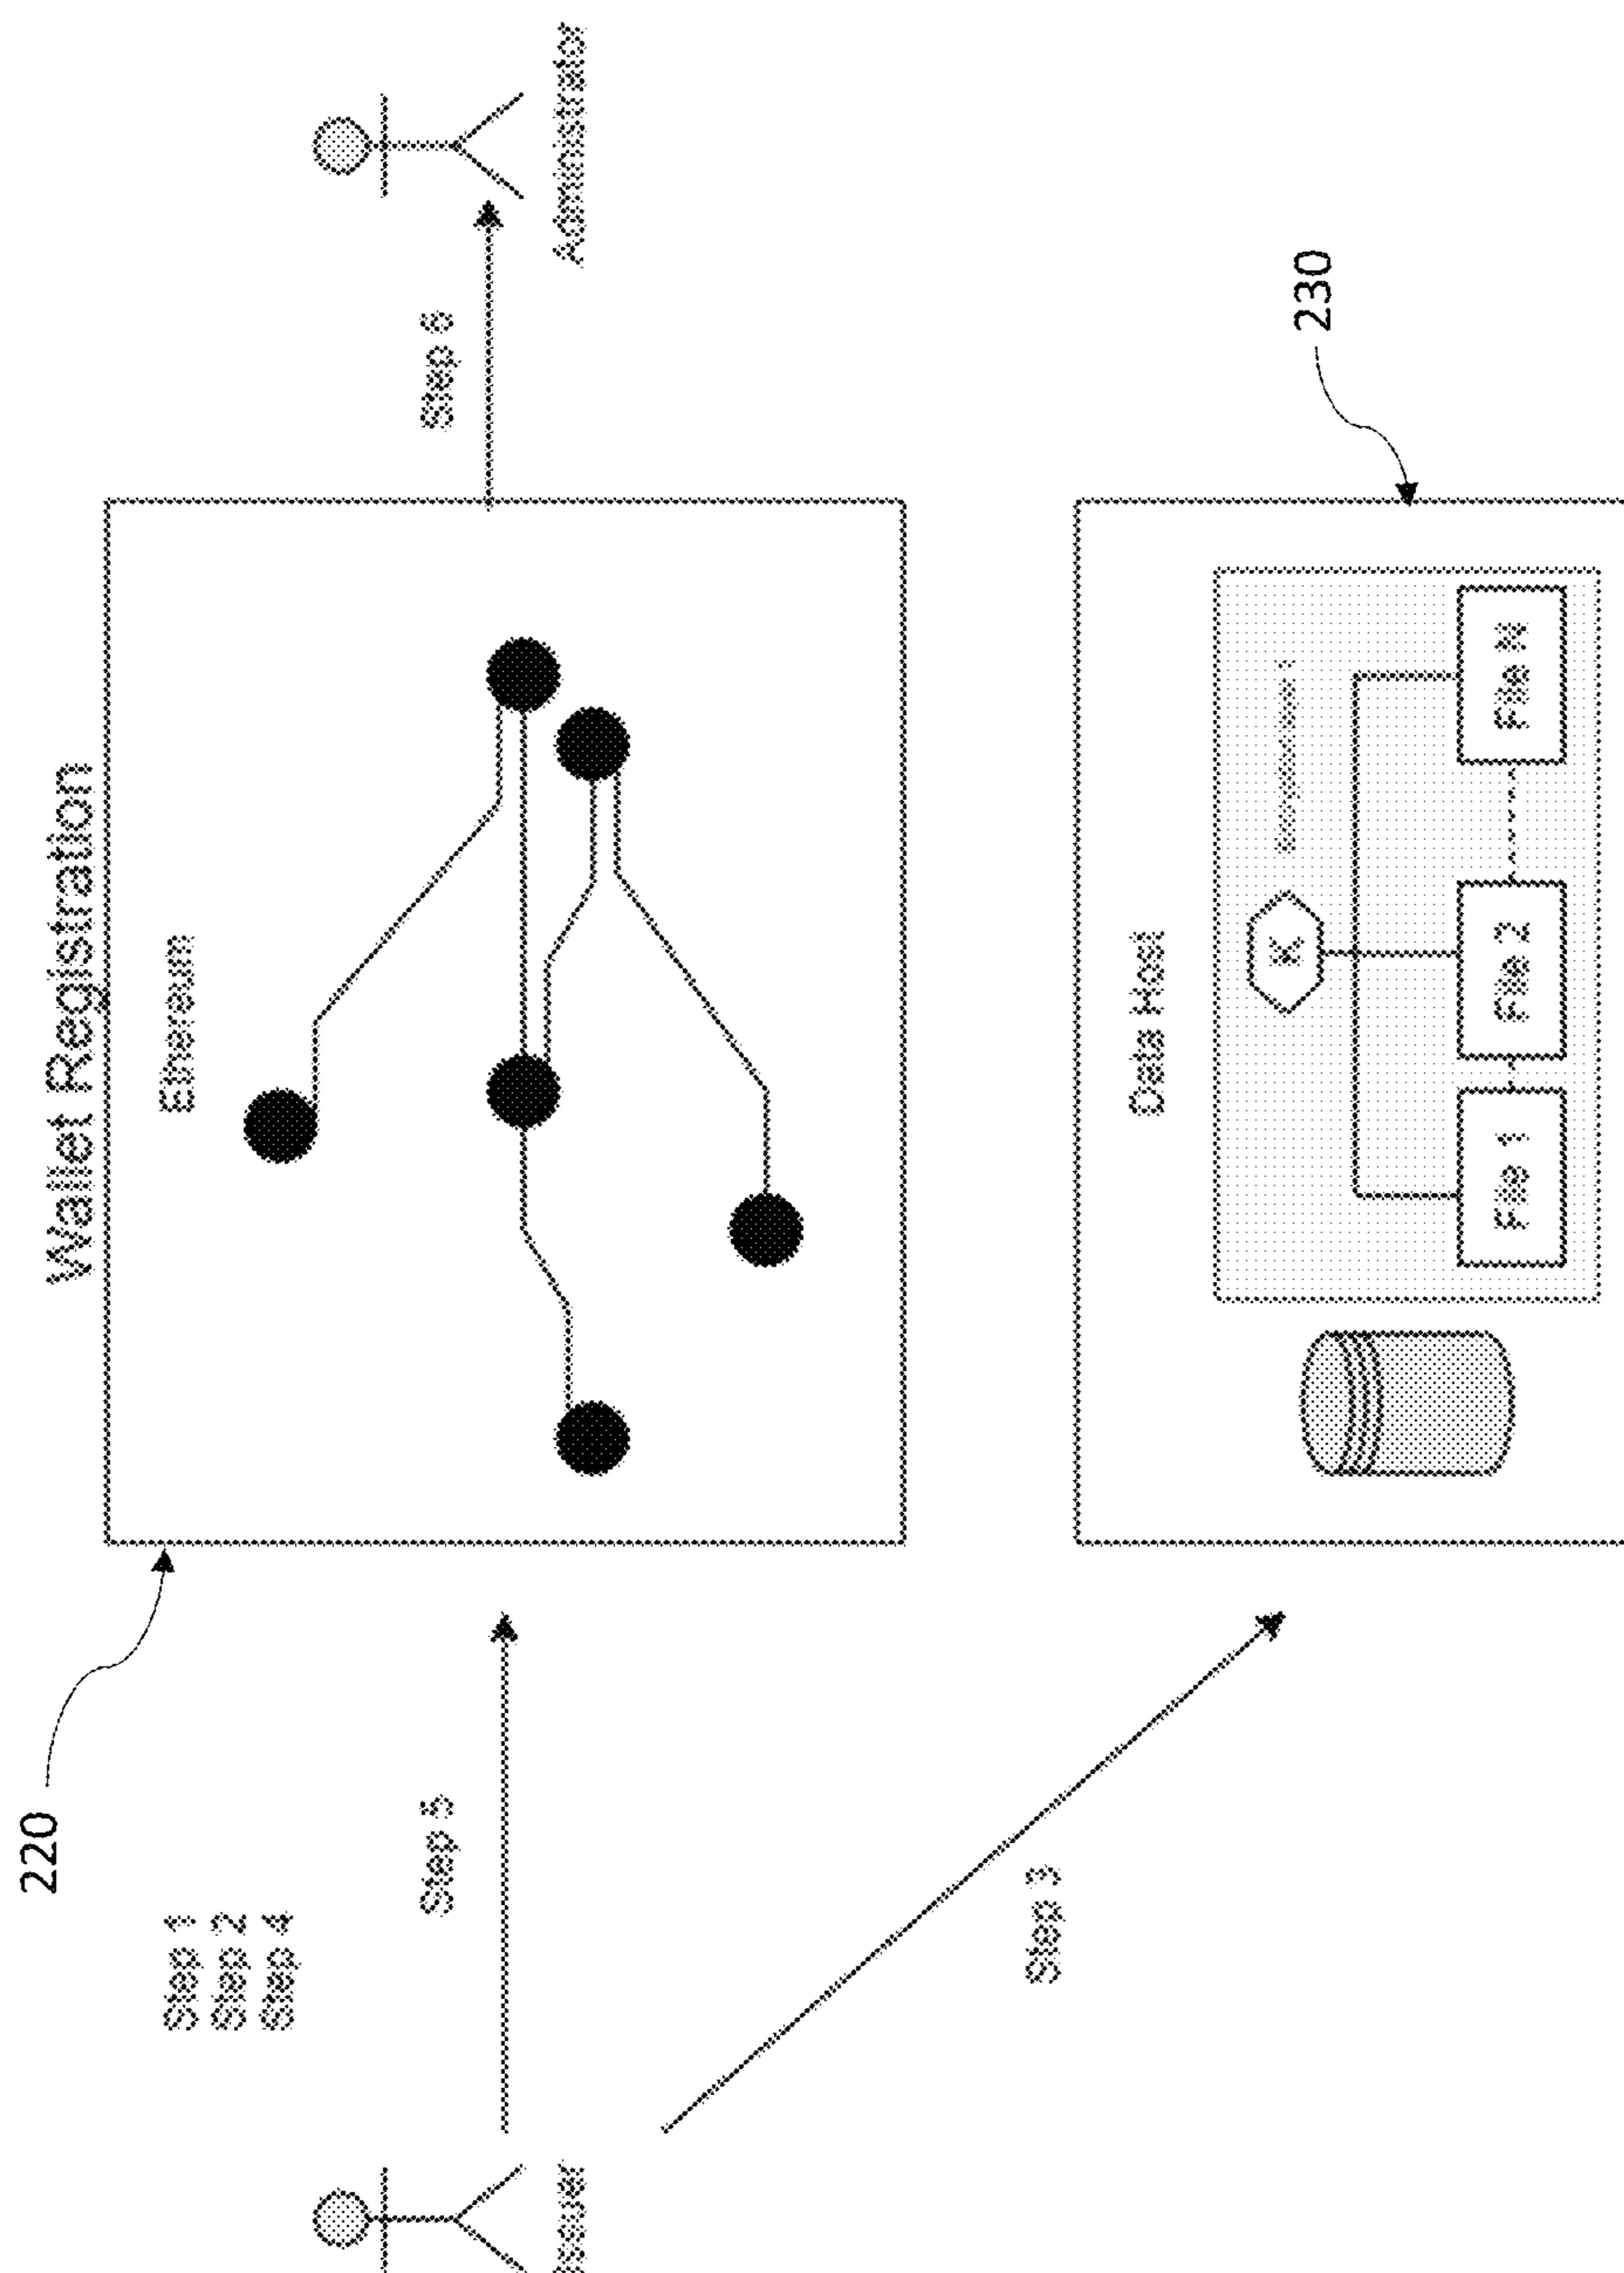 Wallet Registration
220
Ethereum
Step 1
Step 2
Step 4
Step 5
Step 6
Issuer
Administrator
Step 3
Data Host
230
K
File 1
File 2
File N